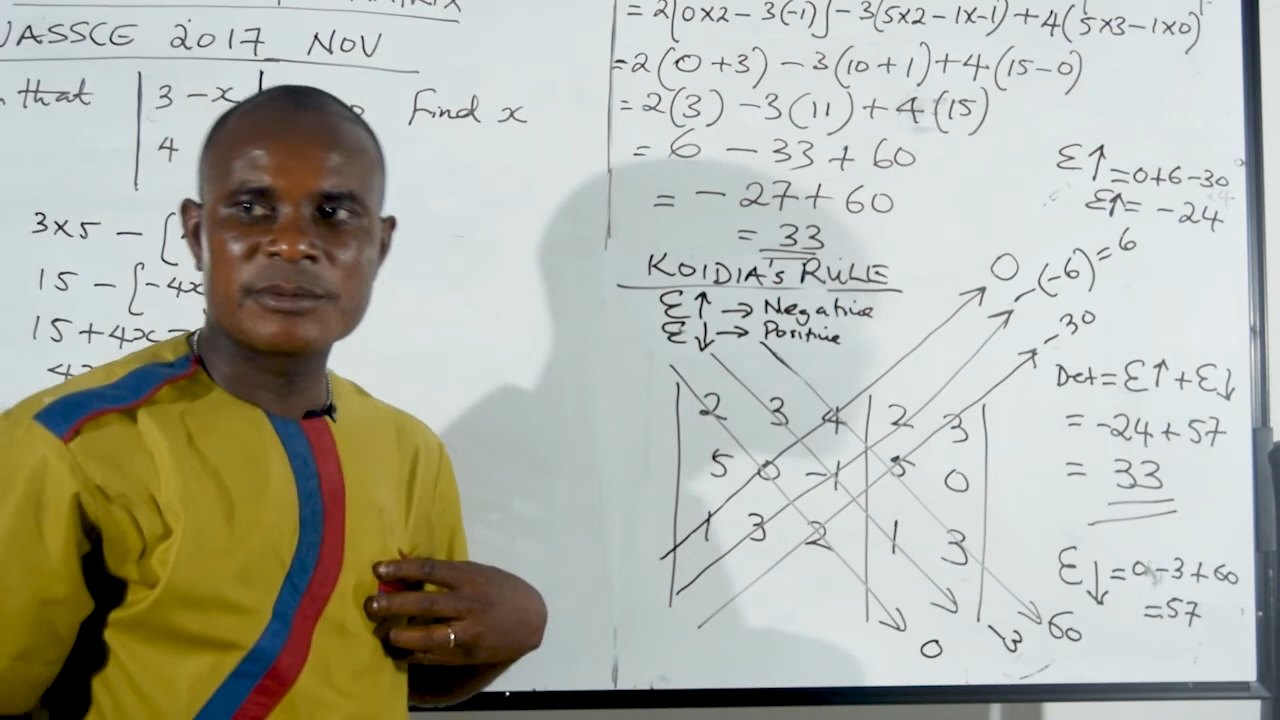 WASSCE 2017 NOV
that | 3 -x | Find x
4
3x5 - [
15 - [-4x
15 + 4x
= 2[0x2 - 3(-1)] - 3(5x2 - 1x-1) + 4(5x3 - 1x0)
= 2(0 + 3) - 3(10 + 1) + 4(15 - 0)
= 2(3) - 3(11) + 4(15)
= 6 - 33 + 60
= - 27 + 60
= 33
KOIDIA'S RULE
Ɛ↑ → Negative
Ɛ↓ → Positive
2 3 4 | 2 3
5 0 -1 | 5 0
1 3 2 | 1 3
0
-(-6) = 6
-30
0
-3
60
Ɛ↑ = 0+6-30
Ɛ↑ = -24
Det = Ɛ↑ + Ɛ↓
= -24 + 57
= 33
Ɛ↓ = 0-3+60
= 57